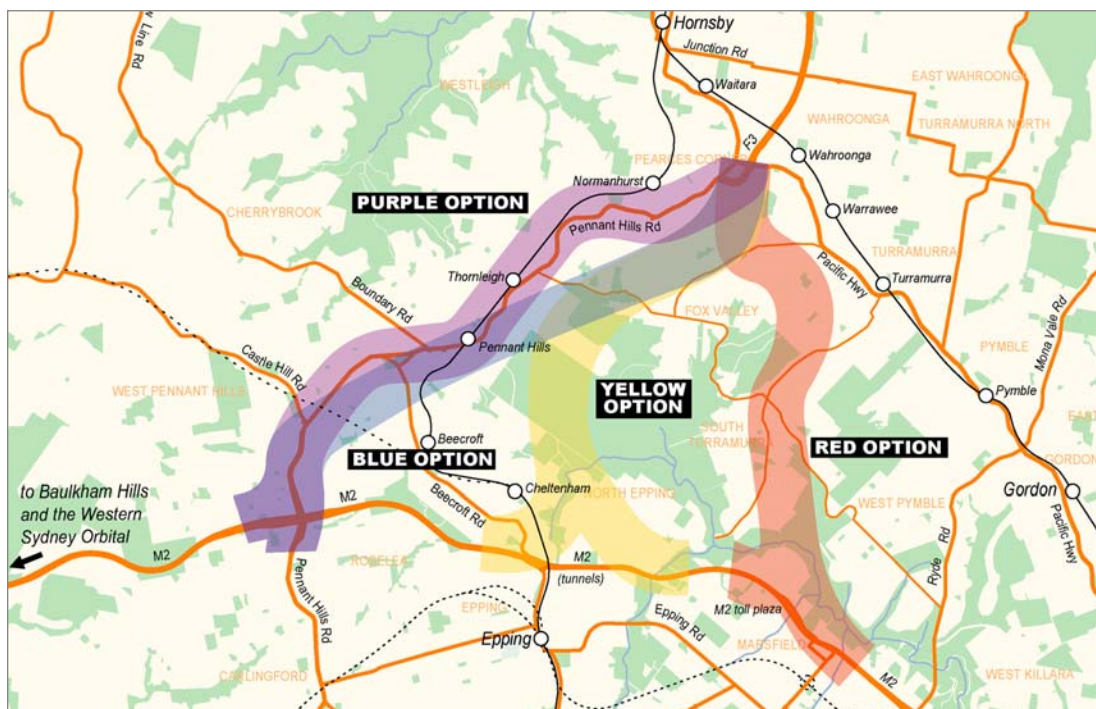 Hornsby
Junction Rd
w Line Rd
Waitara
EAST WAHROONGA
WESTLEIGH
WAHROONGA
TURRAMURRA NORTH
F3
Wahroonga
PEARCES CORNER
Normanhurst
PURPLE OPTION
Pennant Hills Rd
Warrawee
CHERRYBROOK
TURRAMURRA
Pacific Hwy
Thornleigh
Turramurra
Boundary Rd
FOX VALLEY
Mona Vale Rd
Pennant Hills
PYMBLE
Castle Hill Rd
WEST PENNANT HILLS
YELLOW
OPTION
Pymble
SOUTH
TURRAMURRA
RED OPTION
Beecroft
BLUE OPTION
GORDON
to Baulkham Hills
and the Western
Sydney Orbital
M2
Cheltenham
NORTH EPPING
Gordon
WEST PYMBLE
Beecroft Rd
Ryde Rd
Pacific Hwy
M2
ROSELEA
M2
(tunnels)
Pennant Hills Rd
EPPING
M2 toll plaza
Epping Rd
Epping
MARSFIELD
CARLINGFORD
M2
WEST KILLARA